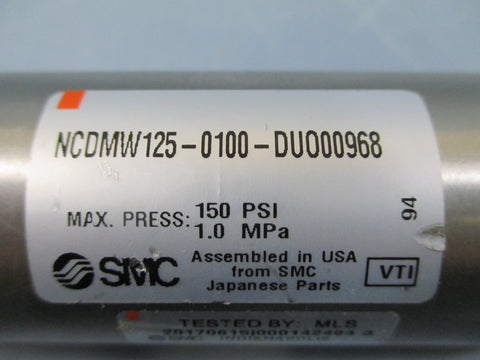 NCDMW125-0100-DUO00968
MAX. PRESS: 150 PSI
1.0 MPa
94
SMC
Assembled in USA
from SMC
Japanese Parts
VTI
TESTED BY: MLS